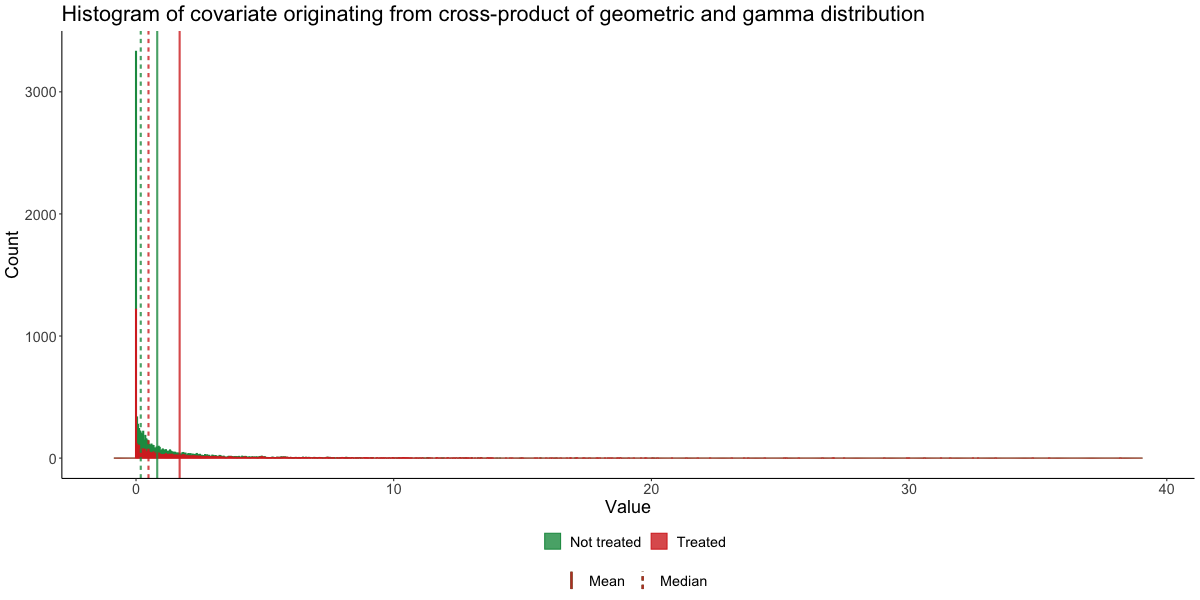 Histogram of covariate originating from cross-product of geometric and gamma distribution
Count
3000
2000
1000
0
0 10 20 30 40
Value
Not treated Treated
Mean Median